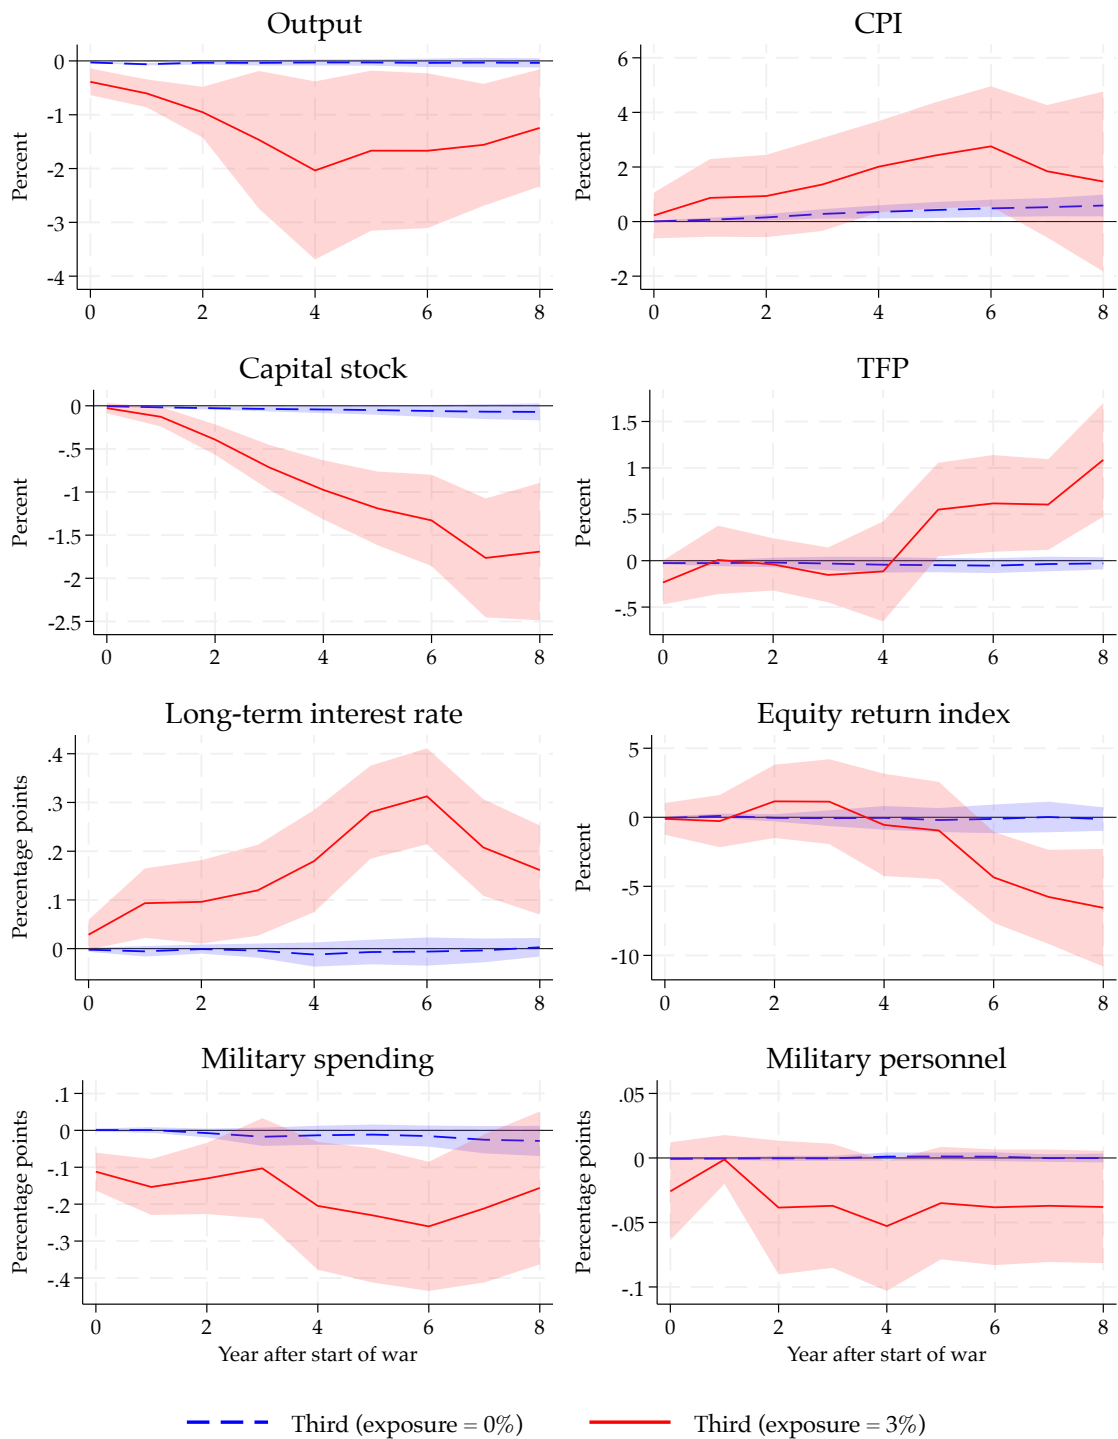 Output
Percent
0
-1
-2
-3
-4
0 2 4 6 8
CPI
Percent
6
4
2
0
-2
0 2 4 6 8
Capital stock
Percent
0
-.5
-1
-1.5
-2
-2.5
0 2 4 6 8
TFP
Percent
1.5
1
.5
0
-.5
0 2 4 6 8
Long-term interest rate
Percentage points
.4
.3
.2
.1
0
0 2 4 6 8
Equity return index
Percent
5
0
-5
-10
0 2 4 6 8
Military spending
Percentage points
.1
0
-.1
-.2
-.3
-.4
0 2 4 6 8
Year after start of war
Military personnel
Percentage points
.05
0
-.05
-.1
0 2 4 6 8
Year after start of war
Third (exposure = 0%) Third (exposure = 3%)